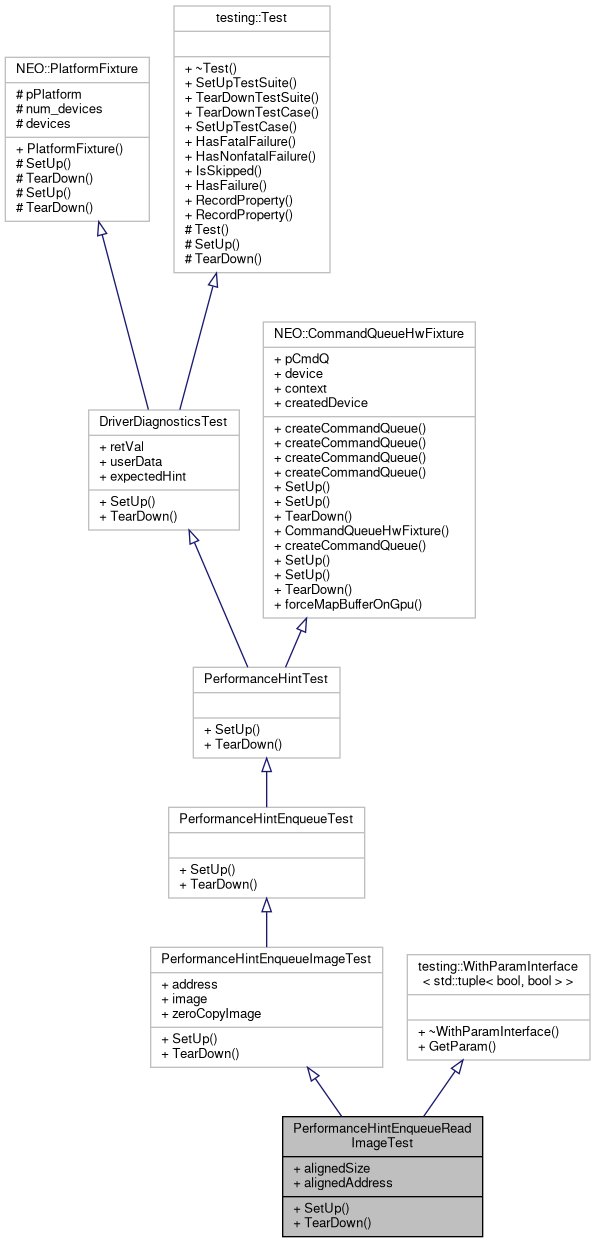 testing::Test
+ ~Test()
+ SetUpTestSuite()
+ TearDownTestSuite()
+ TearDownTestCase()
+ SetUpTestCase()
+ HasFatalFailure()
+ HasNonfatalFailure()
+ IsSkipped()
+ HasFailure()
+ RecordProperty()
+ RecordProperty()
# Test()
# SetUp()
# TearDown()
NEO::PlatformFixture
# pPlatform
# num_devices
# devices
+ PlatformFixture()
# SetUp()
# TearDown()
# SetUp()
# TearDown()
NEO::CommandQueueHwFixture
+ pCmdQ
+ device
+ context
+ createdDevice
+ createCommandQueue()
+ createCommandQueue()
+ createCommandQueue()
+ createCommandQueue()
+ SetUp()
+ SetUp()
+ TearDown()
+ CommandQueueHwFixture()
+ createCommandQueue()
+ SetUp()
+ SetUp()
+ TearDown()
+ forceMapBufferOnGpu()
DriverDiagnosticsTest
+ retVal
+ userData
+ expectedHint
+ SetUp()
+ TearDown()
PerformanceHintTest
+ SetUp()
+ TearDown()
PerformanceHintEnqueueTest
+ SetUp()
+ TearDown()
PerformanceHintEnqueueImageTest
+ address
+ image
+ zeroCopyImage
+ SetUp()
+ TearDown()
testing::WithParamInterface
< std::tuple< bool, bool > >
+ ~WithParamInterface()
+ GetParam()
PerformanceHintEnqueueRead
ImageTest
+ alignedSize
+ alignedAddress
+ SetUp()
+ TearDown()